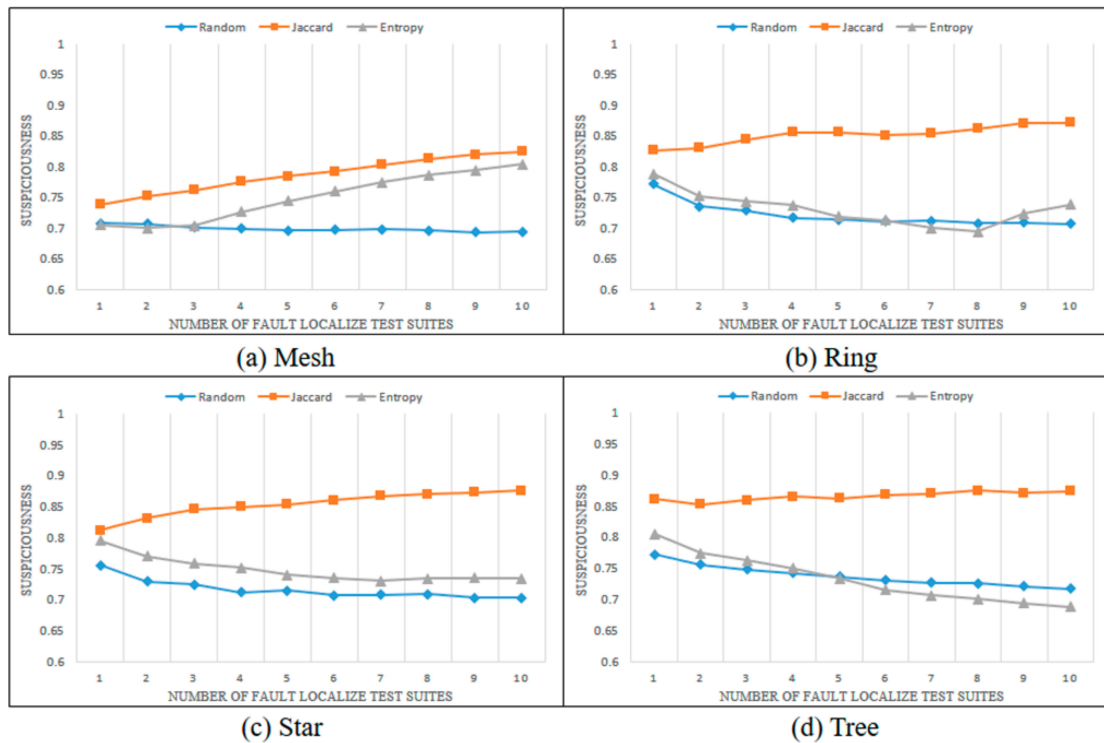 Random Jaccard Entropy
1
0.95
0.9
0.85
0.8
0.75
0.7
0.65
0.6
SUSPICIOUSNESS
1 2 3 4 5 6 7 8 9 10
NUMBER OF FAULT LOCALIZE TEST SUITES
(a) Mesh
Random Jaccard Entropy
1
0.95
0.9
0.85
0.8
0.75
0.7
0.65
0.6
SUSPICIOUSNESS
1 2 3 4 5 6 7 8 9 10
NUMBER OF FAULT LOCALIZE TEST SUITES
(b) Ring
Random Jaccard Entropy
1
0.95
0.9
0.85
0.8
0.75
0.7
0.65
0.6
SUSPICIOUSNESS
1 2 3 4 5 6 7 8 9 10
NUMBER OF FAULT LOCALIZE TEST SUITES
(c) Star
Random Jaccard Entropy
1
0.95
0.9
0.85
0.8
0.75
0.7
0.65
0.6
SUSPICIOUSNESS
1 2 3 4 5 6 7 8 9 10
NUMBER OF FAULT LOCALIZE TEST SUITES
(d) Tree